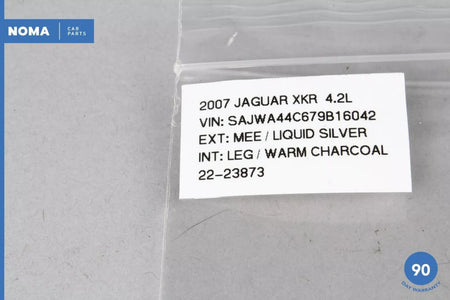 NOMA CAR PARTS
2007 JAGUAR XKR 4.2L
VIN: SAJWA44C679B16042
EXT: MEE / LIQUID SILVER
INT: LEG / WARM CHARCOAL
22-23873
90
DAY WARRANTY